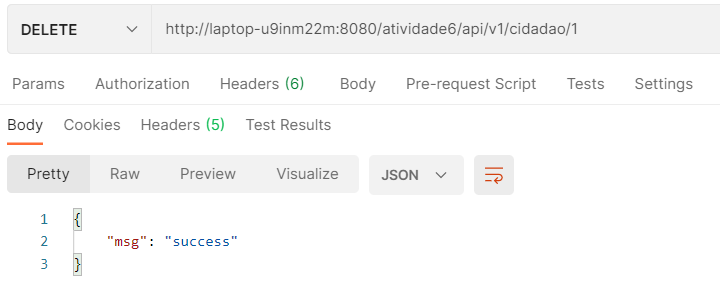 DELETE http://laptop-u9inm22m:8080/atividade6/api/v1/cidadao/1
Params Authorization Headers (6) Body Pre-request Script Tests Settings
Body Cookies Headers (5) Test Results
Pretty Raw Preview Visualize JSON
1 {
2 "msg": "success"
3 }